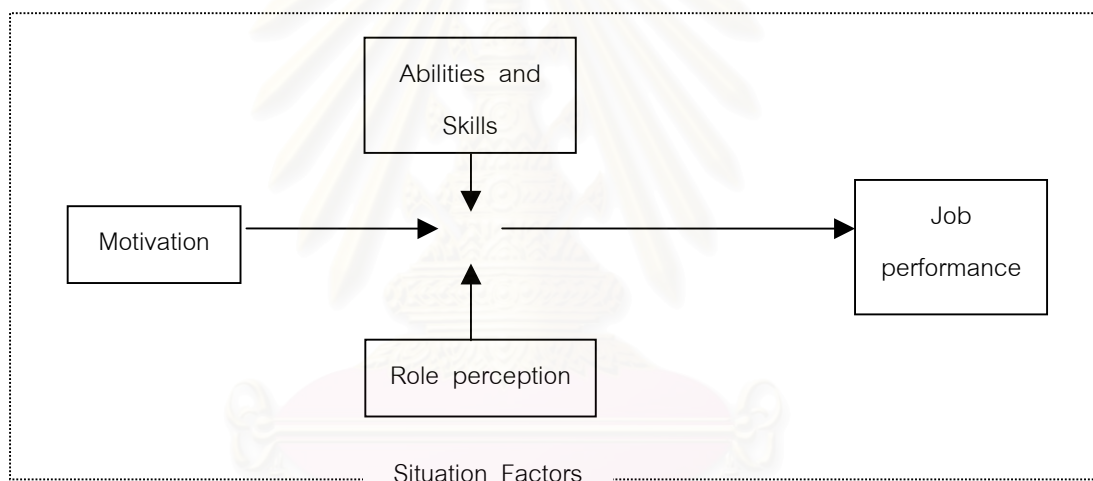 Abilities and
Skills
Motivation
Job
performance
Role perception
Situation Factors